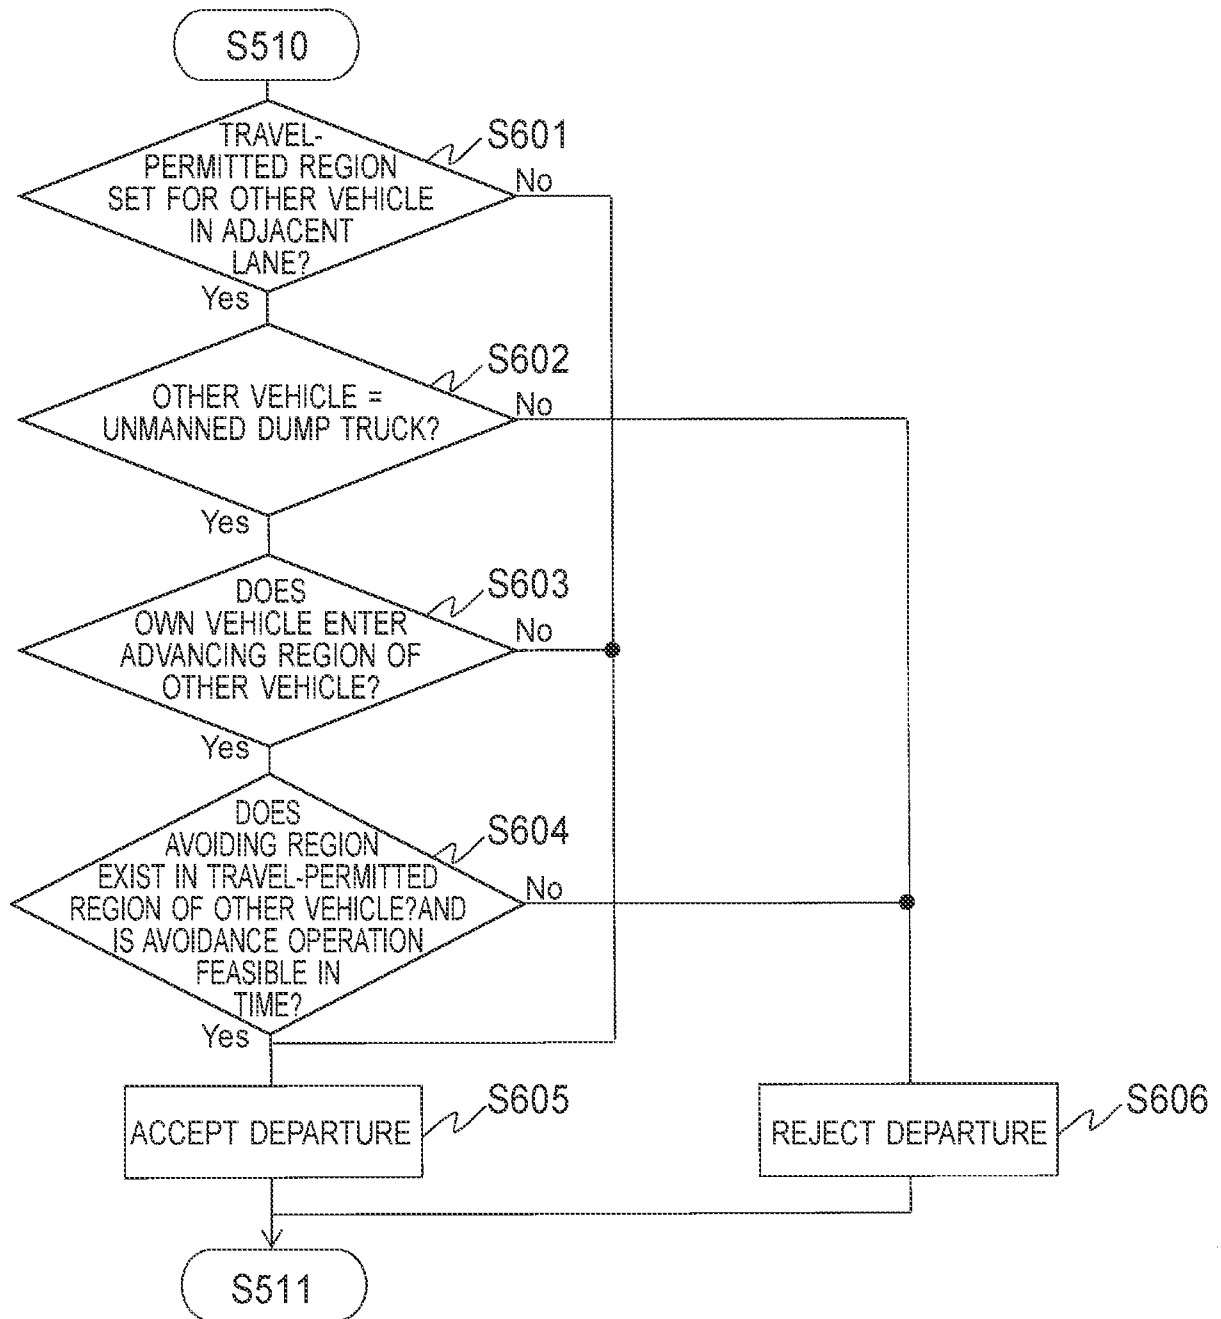 S510
TRAVEL-
PERMITTED REGION
SET FOR OTHER VEHICLE
IN ADJACENT
LANE?
S601
No
Yes
OTHER VEHICLE =
UNMANNED DUMP TRUCK?
S602
No
Yes
DOES
OWN VEHICLE ENTER
ADVANCING REGION OF
OTHER VEHICLE?
S603
No
Yes
DOES
AVOIDING REGION
EXIST IN TRAVEL-PERMITTED
REGION OF OTHER VEHICLE?AND
IS AVOIDANCE OPERATION
FEASIBLE IN
TIME?
S604
No
Yes
ACCEPT DEPARTURE
S605
REJECT DEPARTURE
S606
S511